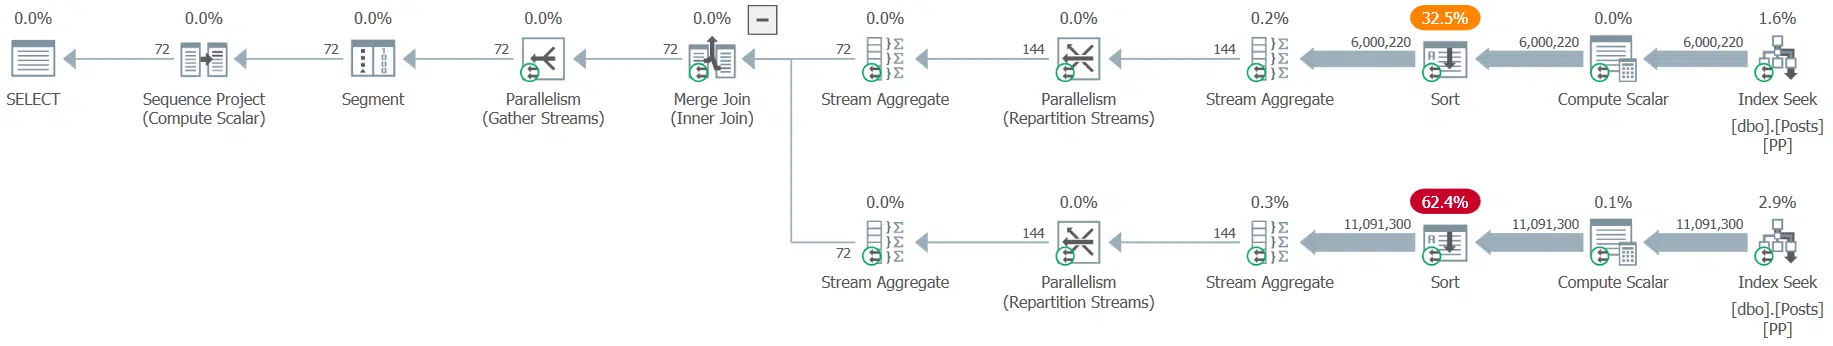 0.0% 0.0% 0.0% 0.0% 0.0% 0.0% 0.0% 0.2% 32.5% 0.0% 1.6%
72 72 72 72 72 144 144 6,000,220 6,000,220 6,000,220
SELECT Sequence Project Segment Parallelism Merge Join Stream Aggregate Parallelism Stream Aggregate Sort Compute Scalar Index Seek
(Compute Scalar) (Gather Streams) (Inner Join) (Repartition Streams) [dbo].[Posts]
[PP]
0.0% 0.0% 0.3% 62.4% 0.1% 2.9%
72 144 144 11,091,300 11,091,300 11,091,300
Stream Aggregate Parallelism Stream Aggregate Sort Compute Scalar Index Seek
(Repartition Streams) [dbo].[Posts]
[PP]